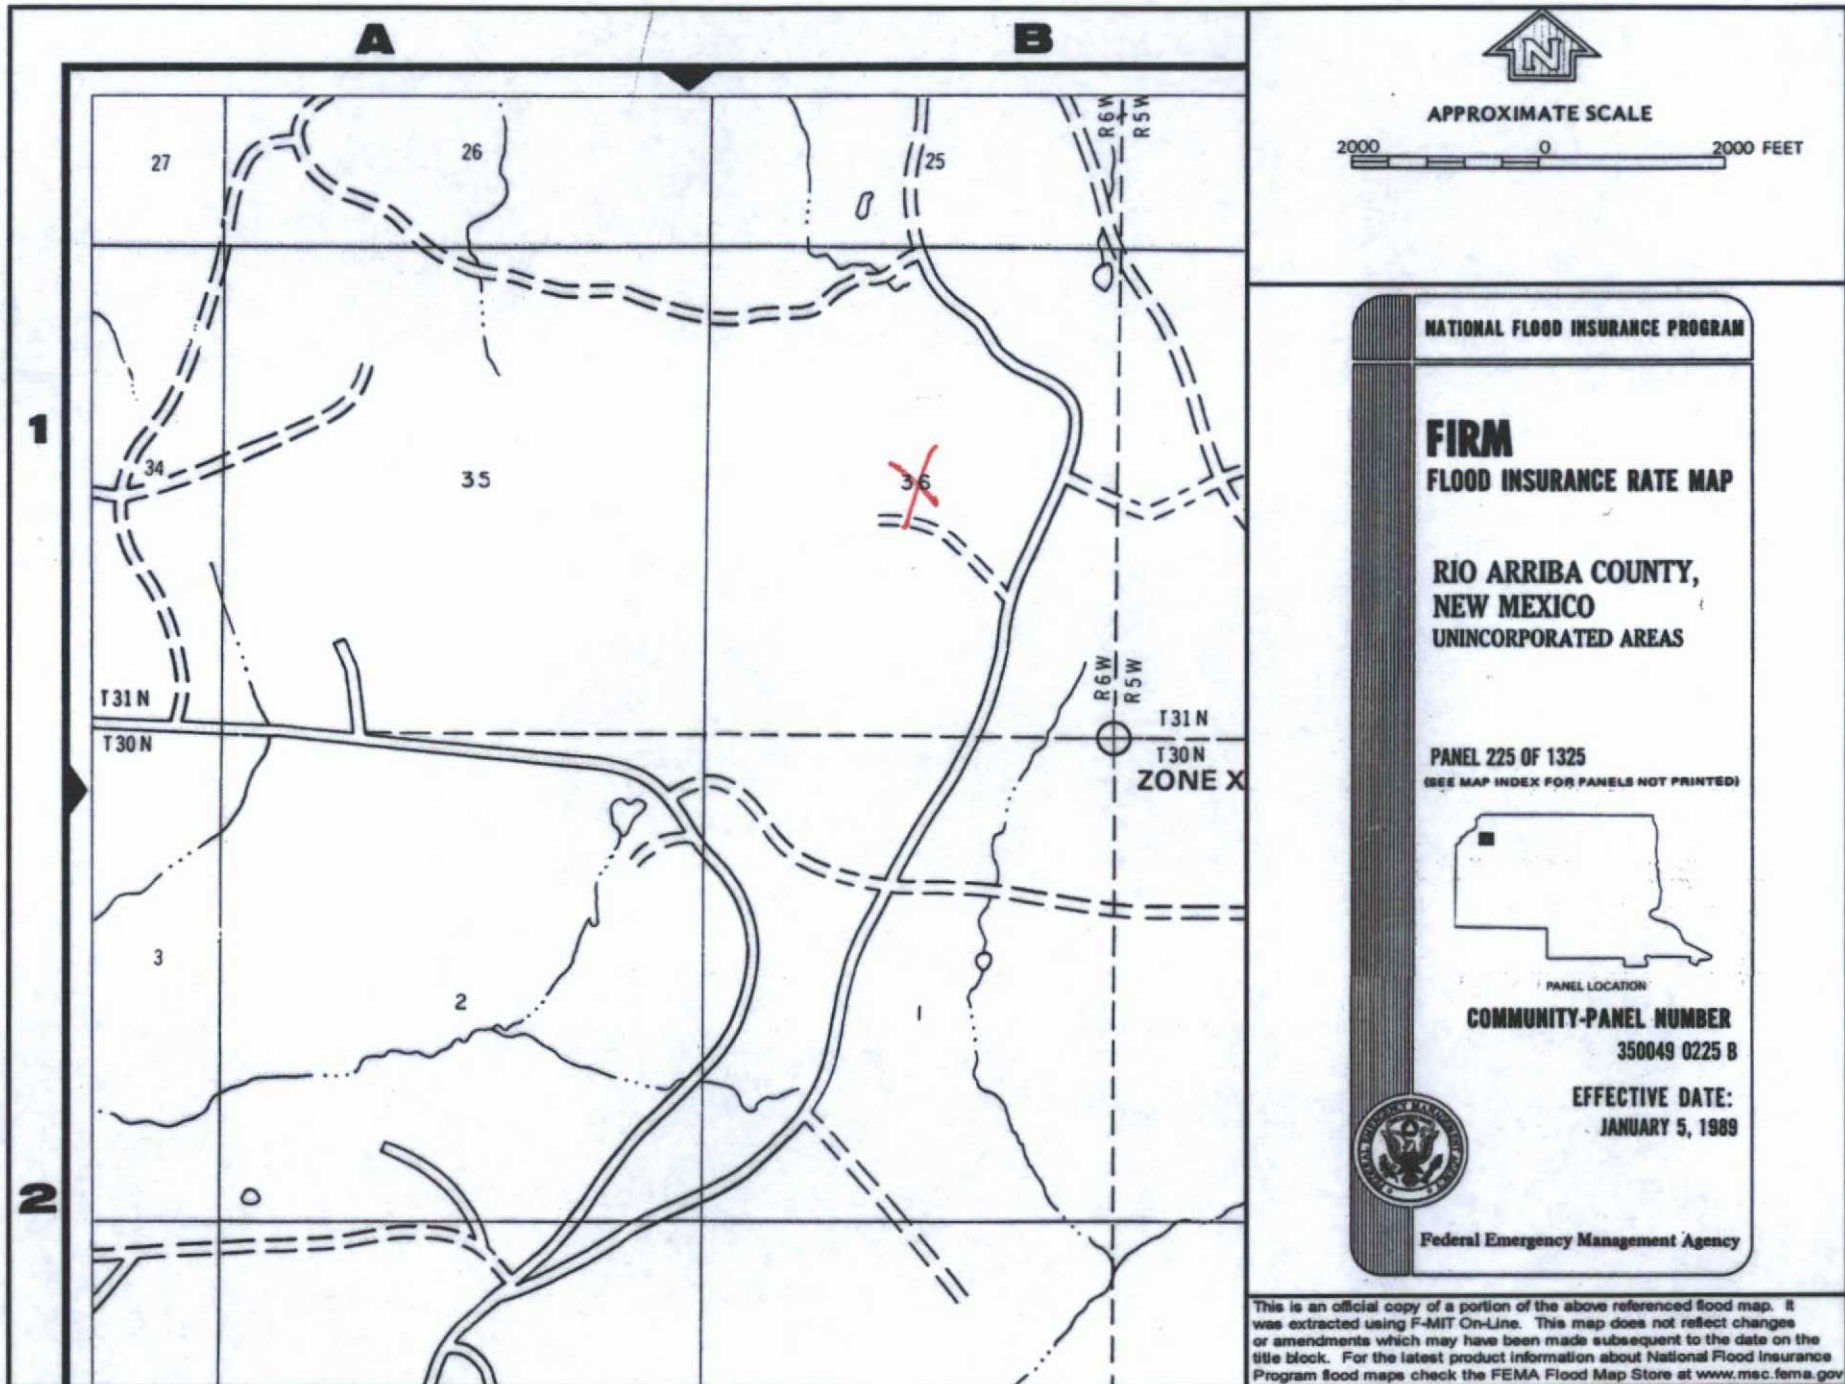 A
B
27
26
25
R6W
R5W
1
34
35
36
R6W
R5W
T31N
T30N
T31N
T30N
ZONE X
3
2
1
2
N
APPROXIMATE SCALE
2000 0 2000 FEET
NATIONAL FLOOD INSURANCE PROGRAM
FIRM
FLOOD INSURANCE RATE MAP
RIO ARRIBA COUNTY,
NEW MEXICO
UNINCORPORATED AREAS
PANEL 225 OF 1325
(SEE MAP INDEX FOR PANELS NOT PRINTED)
PANEL LOCATION
COMMUNITY-PANEL NUMBER
350049 0225 B
EFFECTIVE DATE:
JANUARY 5, 1989
FEDERAL EMERGENCY MANAGEMENT AGENCY
Federal Emergency Management Agency
This is an official copy of a portion of the above referenced flood map. It
was extracted using F-MIT On-Line. This map does not reflect changes
or amendments which may have been made subsequent to the date on the
title block. For the latest product information about National Flood Insurance
Program flood maps check the FEMA Flood Map Store at www.msc.fema.gov